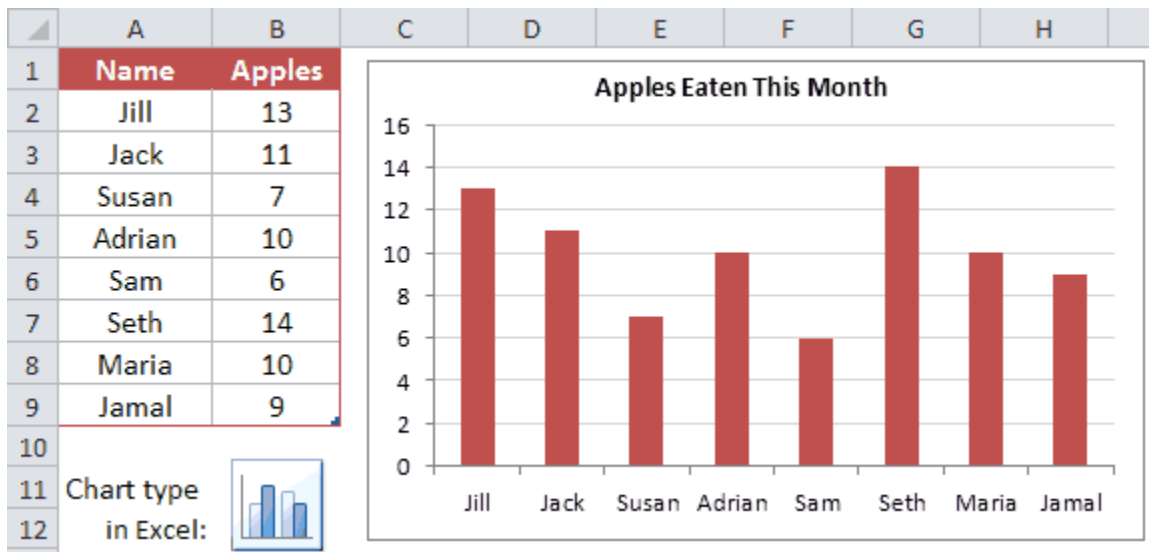 A B C D E F G H
1 Name Apples
2 Jill 13
3 Jack 11
4 Susan 7
5 Adrian 10
6 Sam 6
7 Seth 14
8 Maria 10
9 Jamal 9
10
11 Chart type
12 in Excel:
Apples Eaten This Month
16
14
12
10
8
6
4
2
0
Jill Jack Susan Adrian Sam Seth Maria Jamal